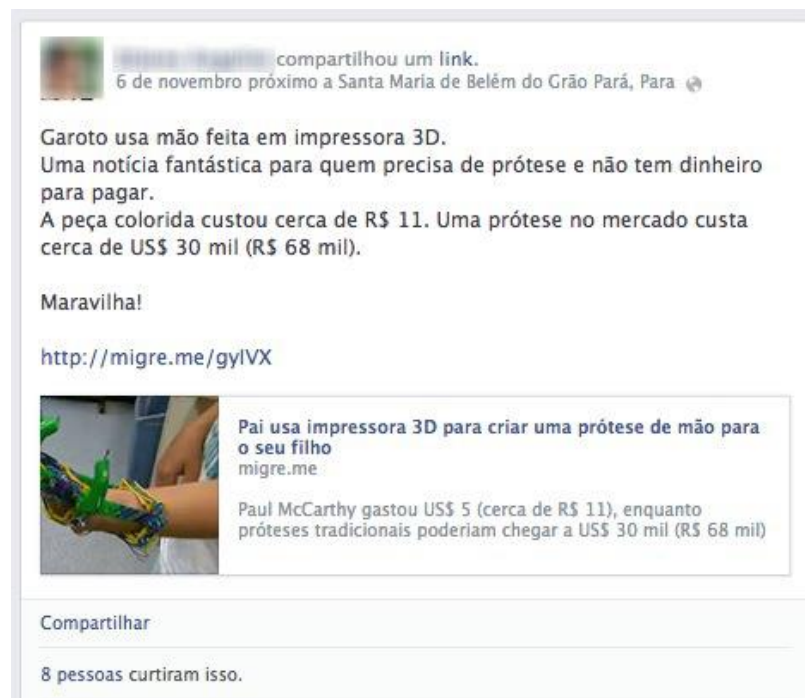 compartilhou um link.
6 de novembro próximo a Santa Maria de Belém do Grão Pará, Para
Garoto usa mão feita em impressora 3D.
Uma notícia fantástica para quem precisa de prótese e não tem dinheiro
para pagar.
A peça colorida custou cerca de R$ 11. Uma prótese no mercado custa
cerca de US$ 30 mil (R$ 68 mil).
Maravilha!
http://migre.me/gylVX
Pai usa impressora 3D para criar uma prótese de mão para
o seu filho
migre.me
Paul McCarthy gastou US$ 5 (cerca de R$ 11), enquanto
próteses tradicionais poderiam chegar a US$ 30 mil (R$ 68 mil)
Compartilhar
8 pessoas curtiram isso.